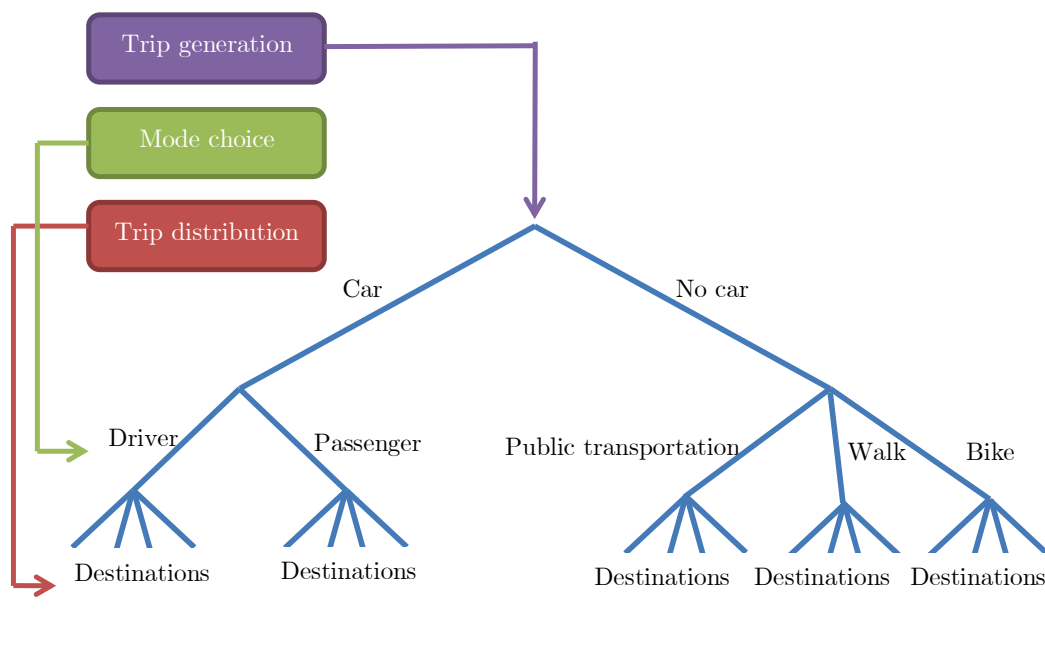 Trip generation
Mode choice
Trip distribution
Car
No car
Driver
Passenger
Public transportation
Walk
Bike
Destinations
Destinations
Destinations
Destinations
Destinations